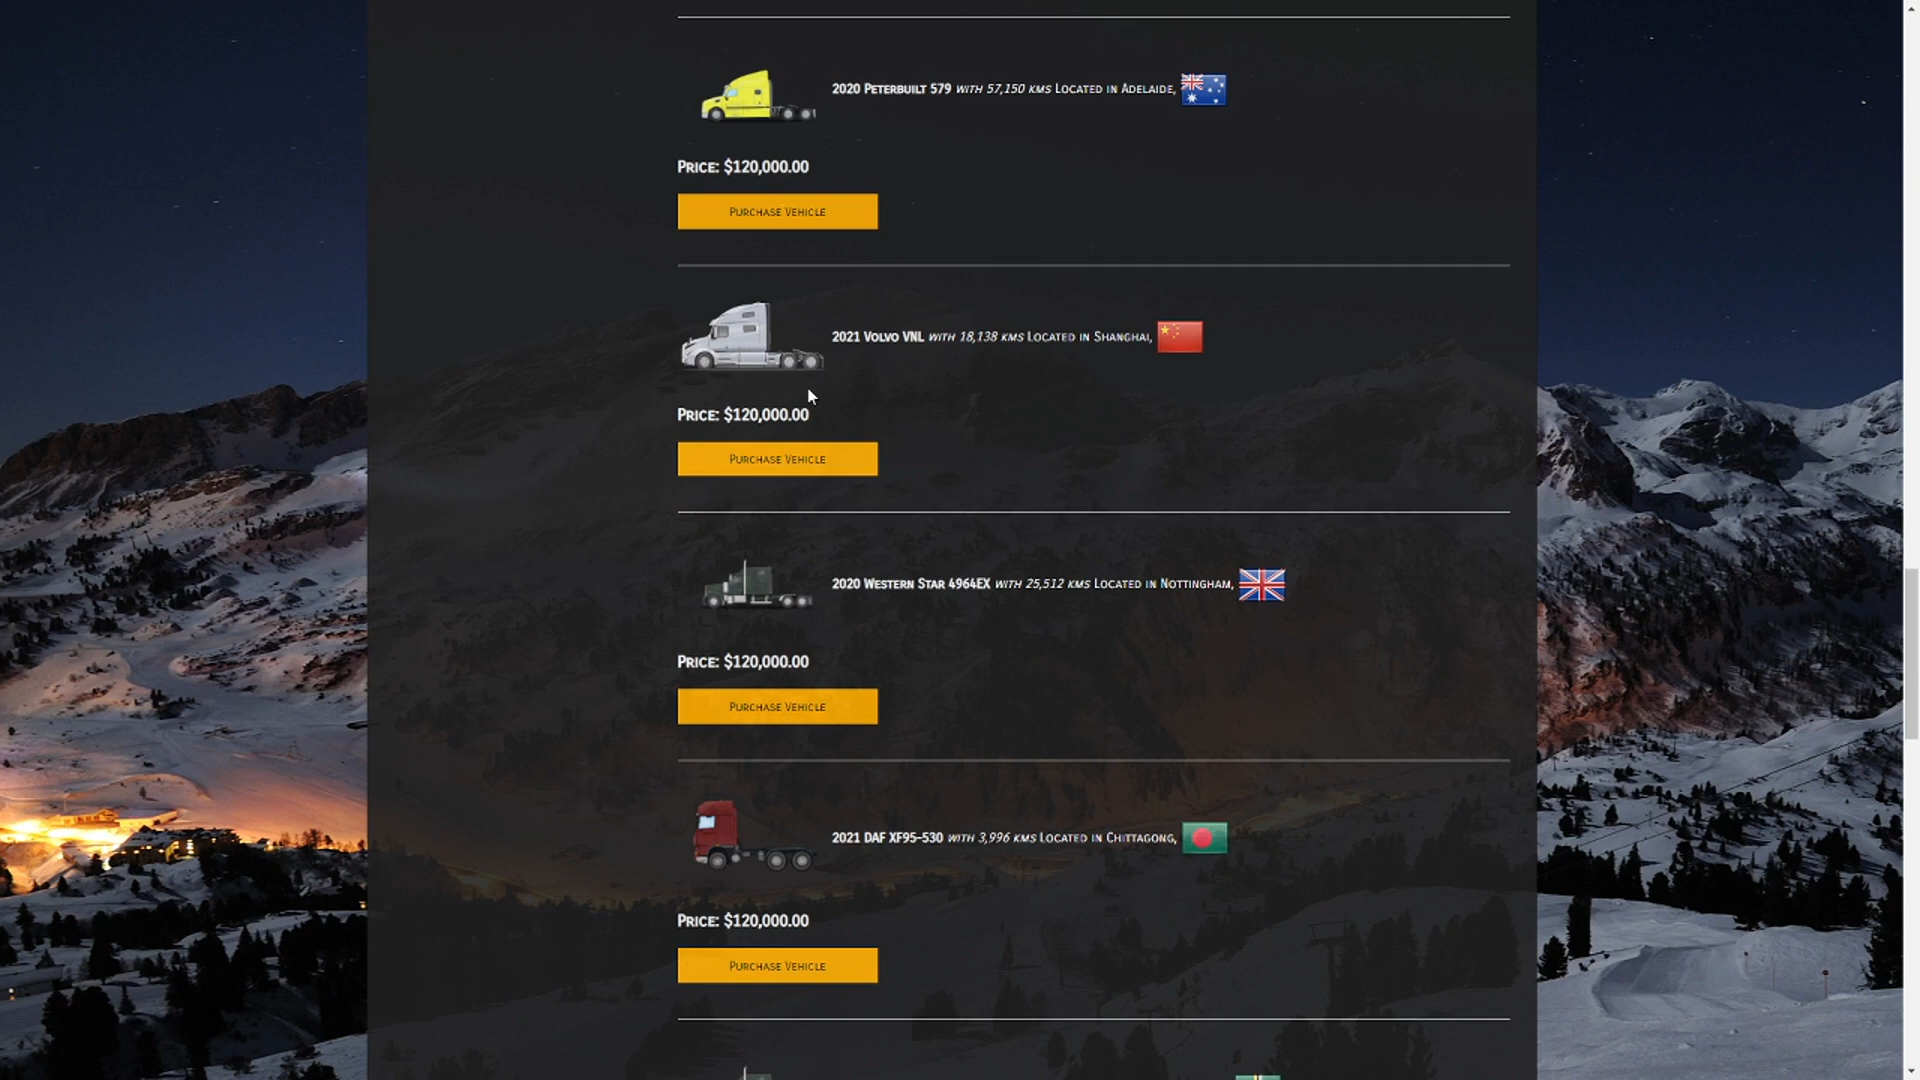 2020 Peterbuilt 579 with 57,150 kms Located in Adelaide,
Price: $120,000.00
Purchase Vehicle
2021 Volvo VNL with 18,138 kms Located in Shanghai,
Price: $120,000.00
Purchase Vehicle
2020 Western Star 4964EX with 25,512 kms Located in Nottingham,
Price: $120,000.00
Purchase Vehicle
2021 DAF XF95-530 with 3,996 kms Located in Chittagong,
Price: $120,000.00
Purchase Vehicle